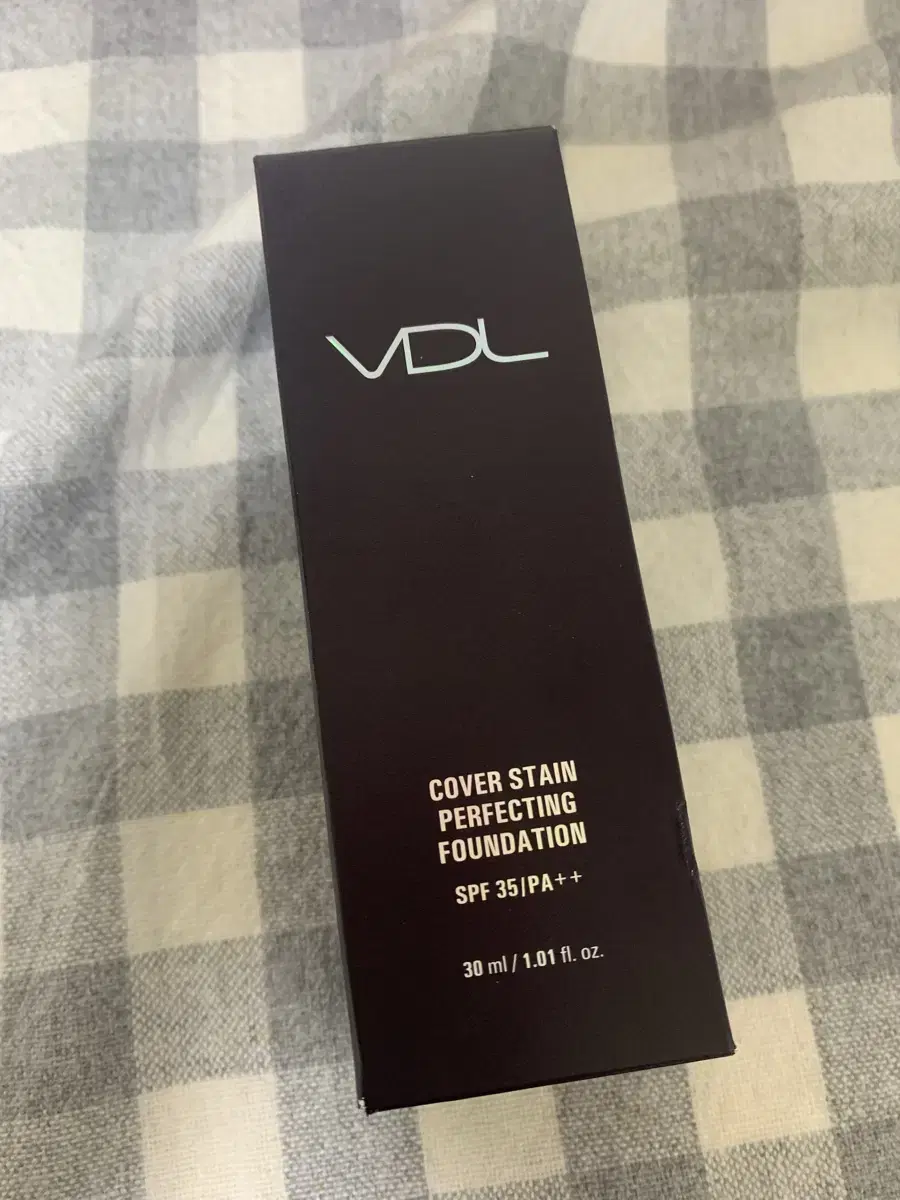 VDL
COVER STAIN
PERFECTING
FOUNDATION
SPF 35/PA++
30 ml / 1.01 fl. oz.